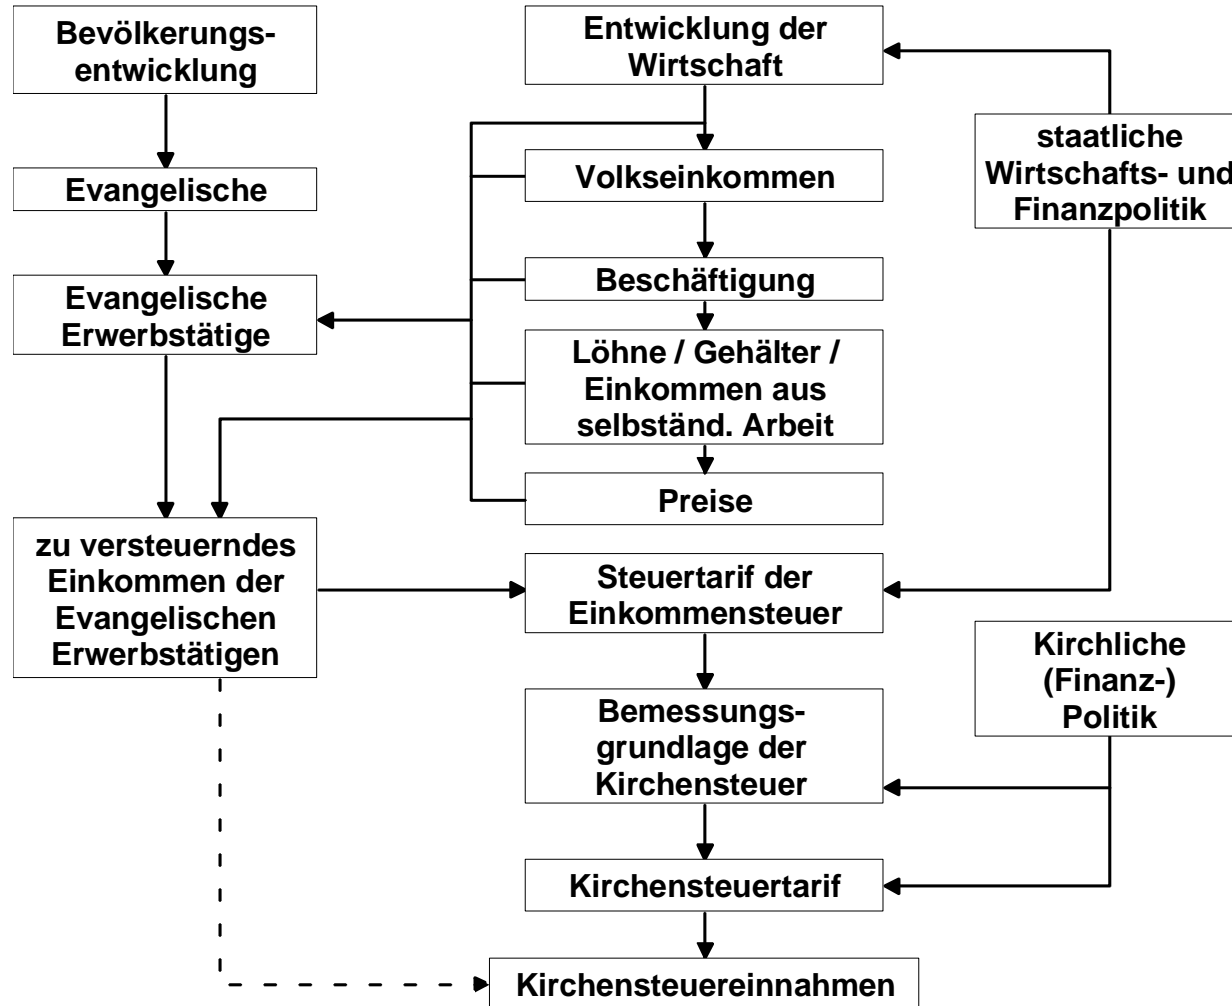 Bevölkerungs-
entwicklung
Evangelische
Evangelische
Erwerbstätige
zu versteuerndes
Einkommen der
Evangelischen
Erwerbstätigen
Entwicklung der
Wirtschaft
Volkseinkommen
Beschäftigung
Löhne / Gehälter /
Einkommen aus
selbständ. Arbeit
Preise
Steuertarif der
Einkommensteuer
Bemessungs-
grundlage der
Kirchensteuer
Kirchensteuertarif
Kirchensteuereinnahmen
staatliche
Wirtschafts- und
Finanzpolitik
Kirchliche
(Finanz-)
Politik